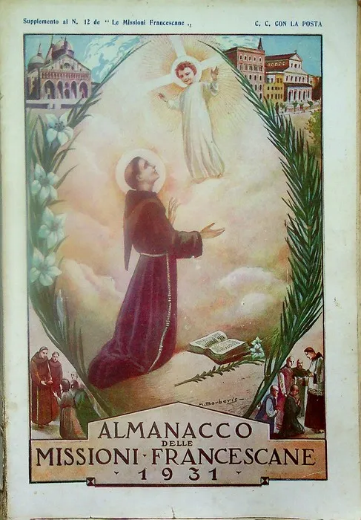 Supplemento al N. 12 de "Le Missioni Francescane„ C. C. CON LA POSTA
ALMANACCO
DELLE
MISSIONI · FRANCESCANE
· 1931 ·